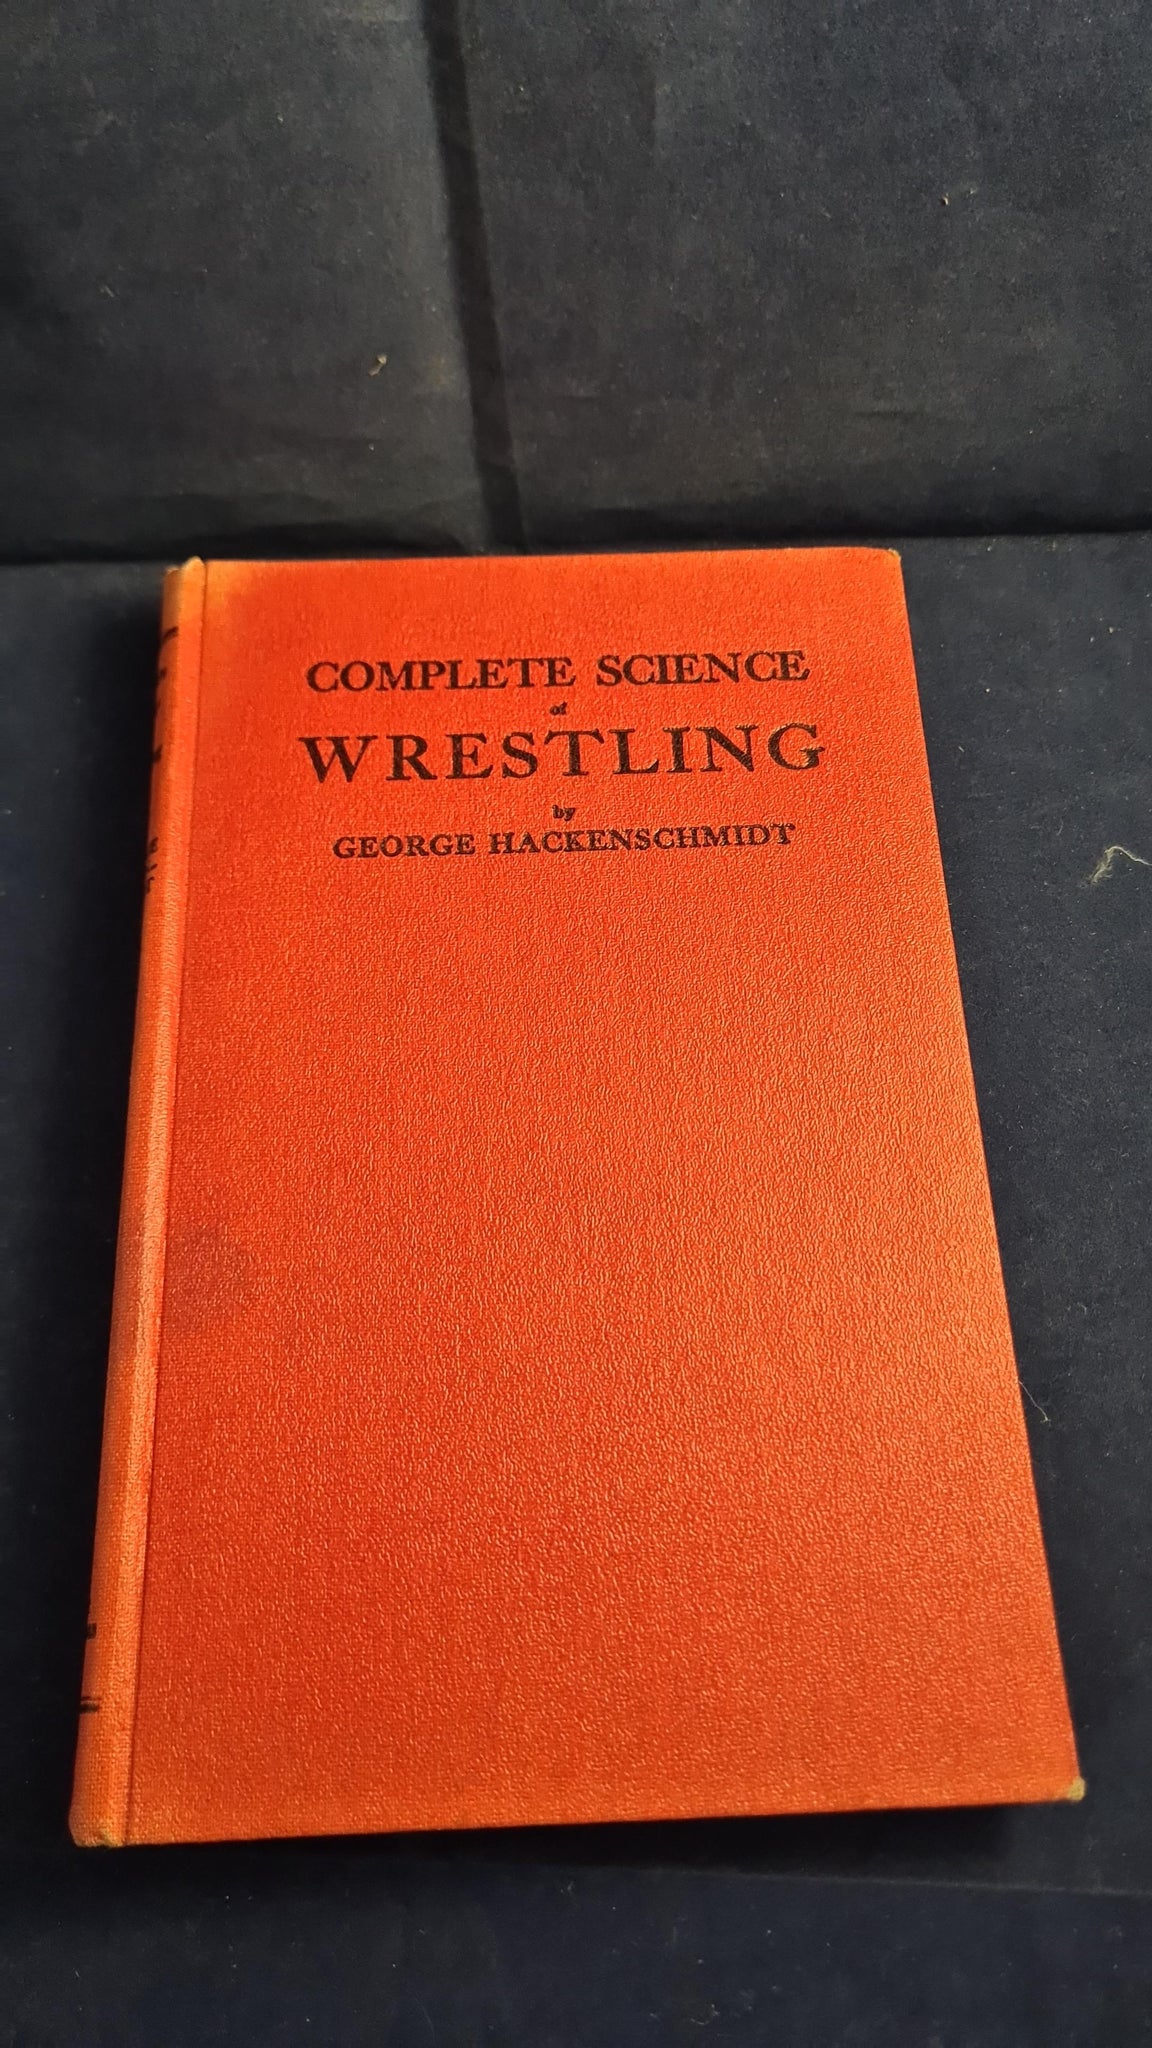 COMPLETE SCIENCE
of
WRESTLING
by
GEORGE HACKENSCHMIDT